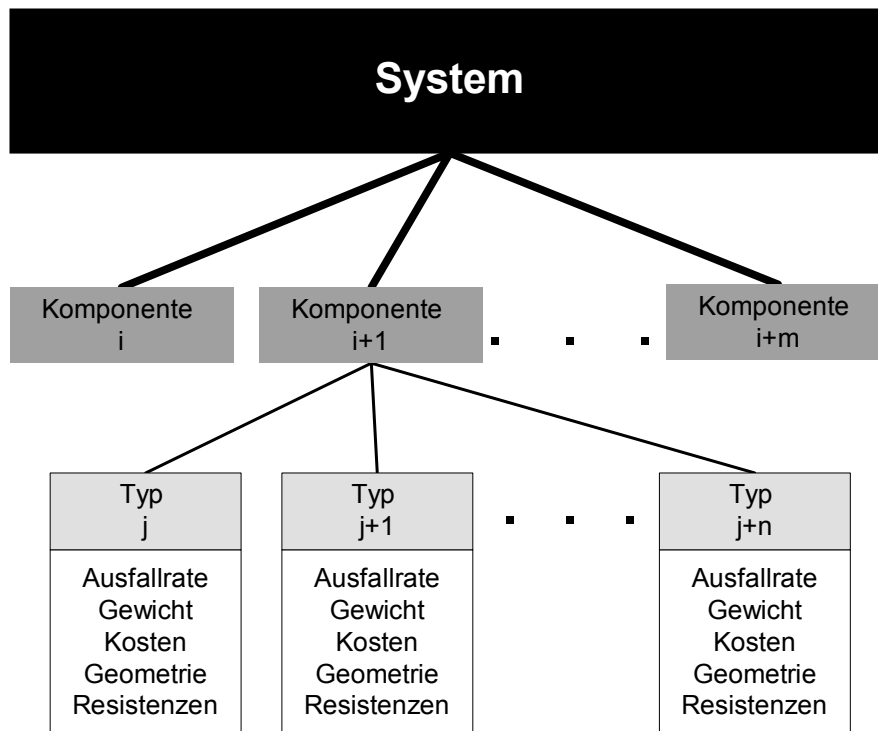 System
Komponente
i
Komponente
i+1
. . .
Komponente
i+m
Typ
j
Typ
j+1
. . .
Typ
j+n
Ausfallrate
Gewicht
Kosten
Geometrie
Resistenzen
Ausfallrate
Gewicht
Kosten
Geometrie
Resistenzen
Ausfallrate
Gewicht
Kosten
Geometrie
Resistenzen